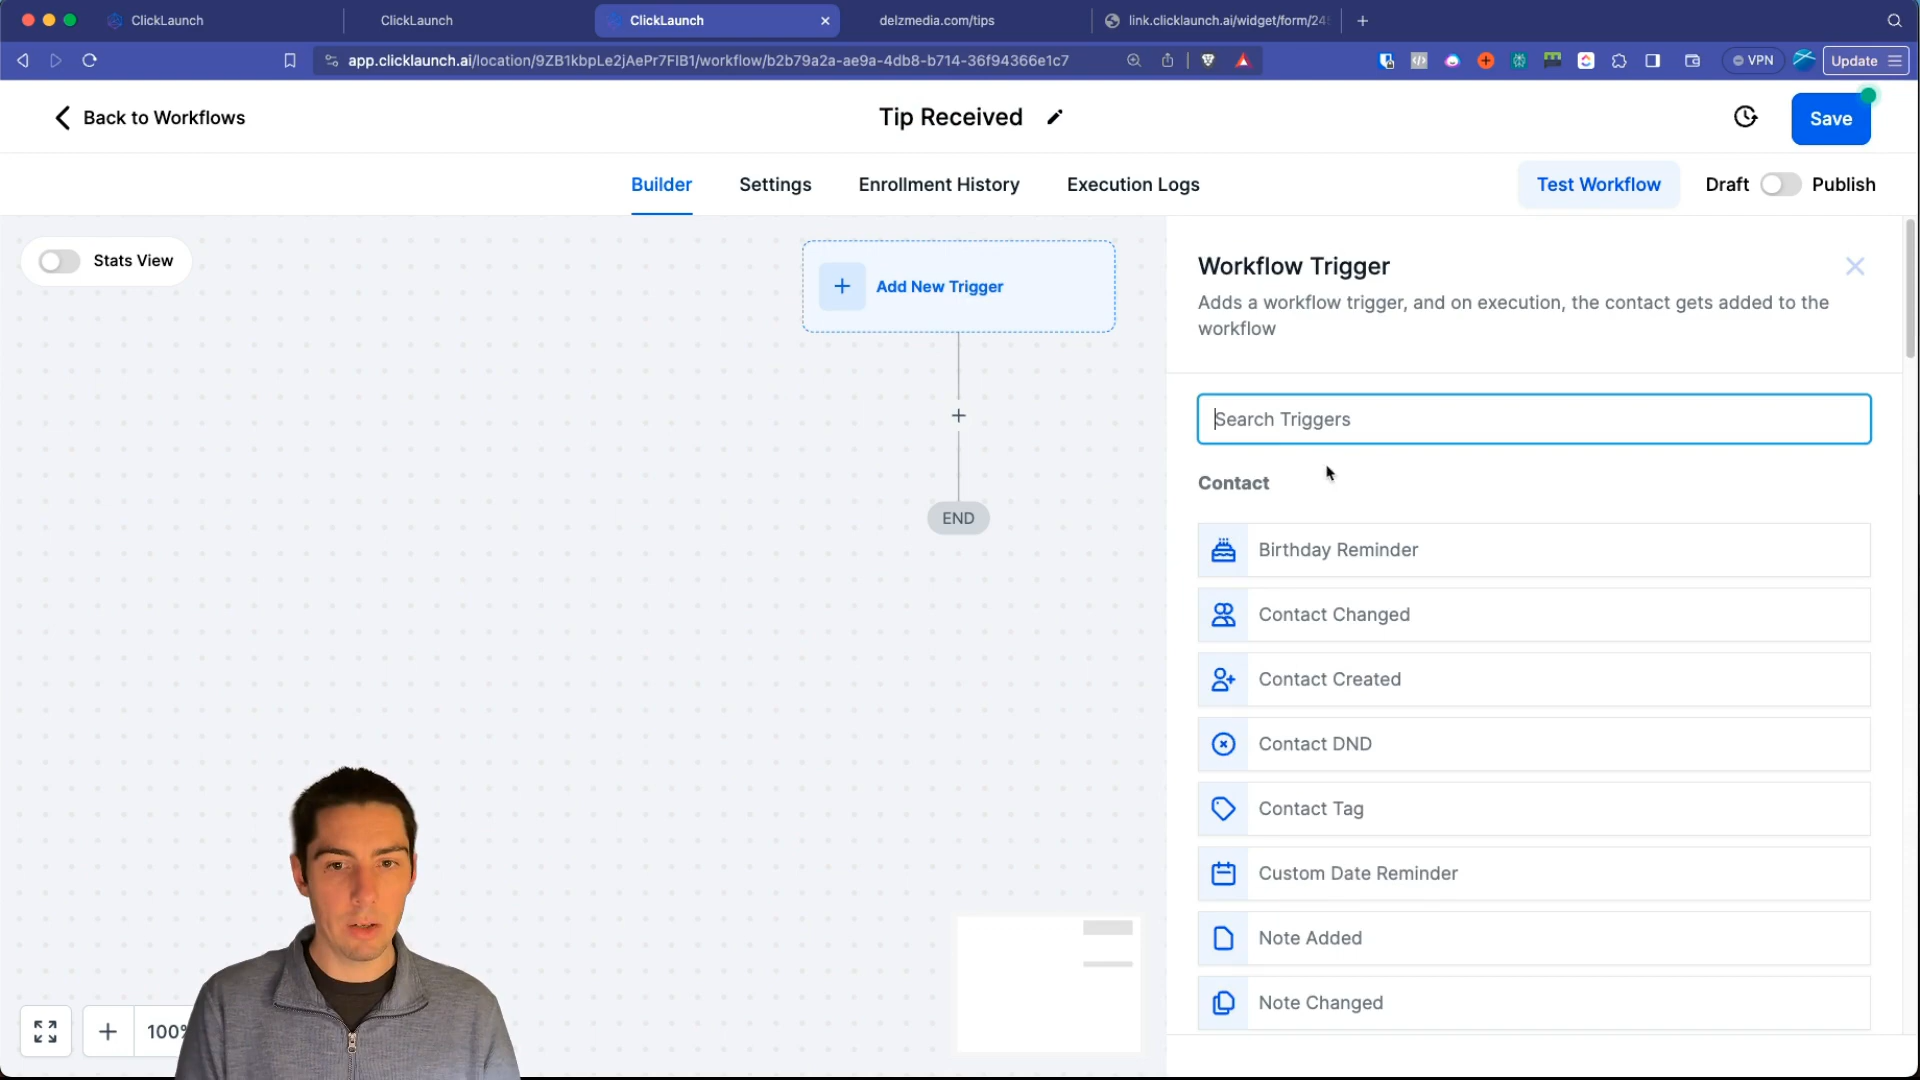 ClickLaunch
ClickLaunch
ClickLaunch
delzmedia.com/tips
link.clicklaunch.ai/widget/form/24
app.clicklaunch.ai/location/9ZB1kbpLe2jAePr7FIB1/workflow/b2b79a2a-ae9a-4db8-b714-36f94366e1c7
VPN
Update
Back to Workflows
Tip Received
Save
Builder
Settings
Enrollment History
Execution Logs
Test Workflow
Draft
Publish
Stats View
Add New Trigger
END
100%
Workflow Trigger
Adds a workflow trigger, and on execution, the contact gets added to the
workflow
Search Triggers
Contact
Birthday Reminder
Contact Changed
Contact Created
Contact DND
Contact Tag
Custom Date Reminder
Note Added
Note Changed